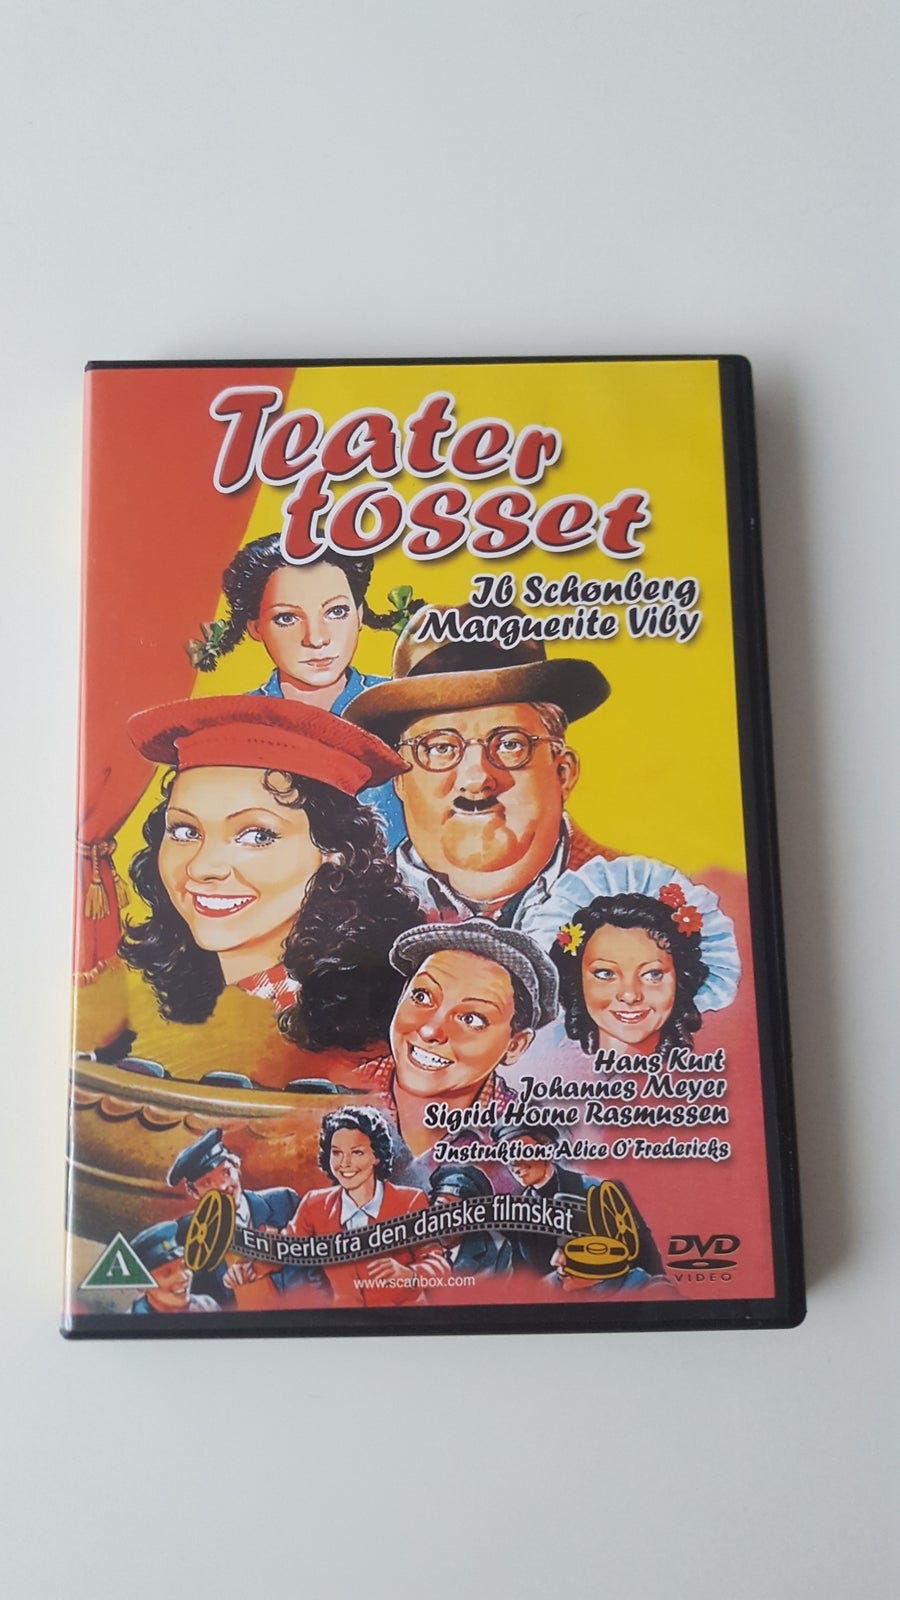 Teater
tosset
Ib Schønberg
Marguerite Viby
Hans Kurt
Johannes Meyer
Sigrid Horne Rasmussen
Instruktion: Alice O'Fredericks
En perle fra den danske filmskat
A
www.scanbox.com
DVD
VIDEO